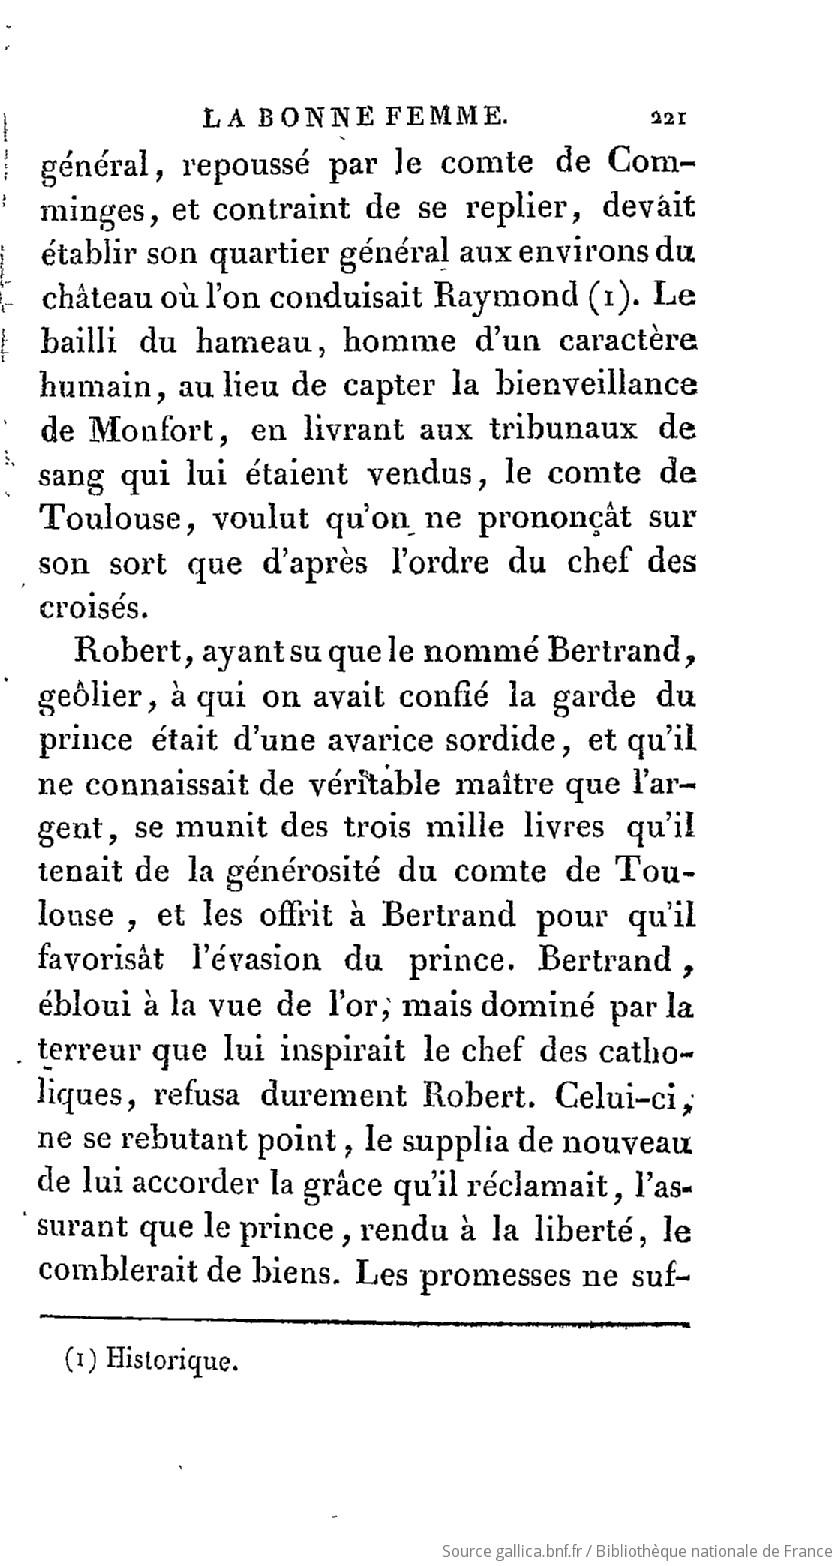 LA BONNE FEMME. 221
général, repoussé par le comte de Com-
minges, et contraint de se replier, devait
établir son quartier général aux environs du
château où l'on conduisait Raymond (1). Le
bailli du hameau, homme d'un caractère
humain, au lieu de capter la bienveillance
de Monfort, en livrant aux tribunaux de
sang qui lui étaient vendus, le comte de
Toulouse, voulut qu'on ne prononçât sur
son sort que d'après l'ordre du chef des
croisés.
Robert, ayant su que le nommé Bertrand,
geôlier, à qui on avait confié la garde du
prince était d'une avarice sordide, et qu'il
ne connaissait de véritable maître que l'ar-
gent, se munit des trois mille livres qu'il
tenait de la générosité du comte de Tou-
louse , et les offrit à Bertrand pour qu'il
favorisât l'évasion du prince. Bertrand ,
ébloui à la vue de l'or, mais dominé par la
terreur que lui inspirait le chef des catho-
liques, refusa durement Robert. Celui-ci,
ne se rebutant point, le supplia de nouveau
de lui accorder la grâce qu'il réclamait, l'as-
surant que le prince, rendu à la liberté, le
comblerait de biens. Les promesses ne suf-
(1) Historique.
Source gallica.bnf.fr / Bibliothèque nationale de France